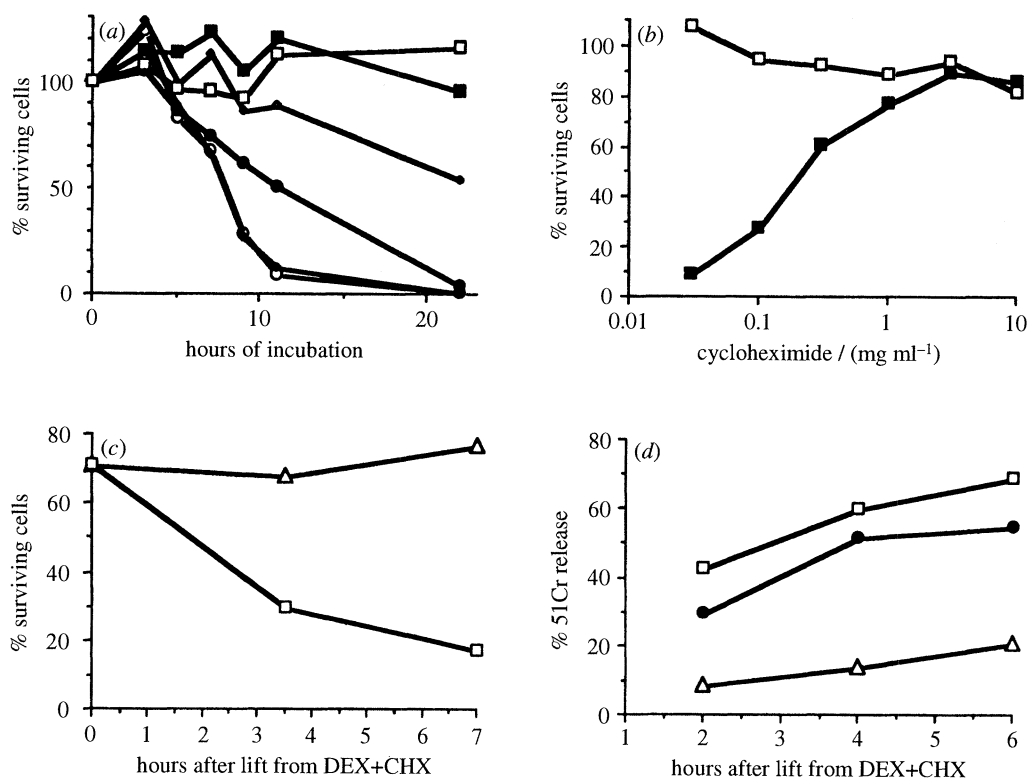 (a)
100
50
0
% surviving cells
0 10 20
hours of incubation
(b)
100
80
60
40
20
0
% surviving cells
0.01 0.1 1 10
cycloheximide / (mg ml⁻¹)
(c)
80
60
40
20
0
% surviving cells
0 1 2 3 4 5 6 7
hours after lift from DEX+CHX
(d)
80
60
40
20
0
% 51Cr release
1 2 3 4 5 6
hours after lift from DEX+CHX